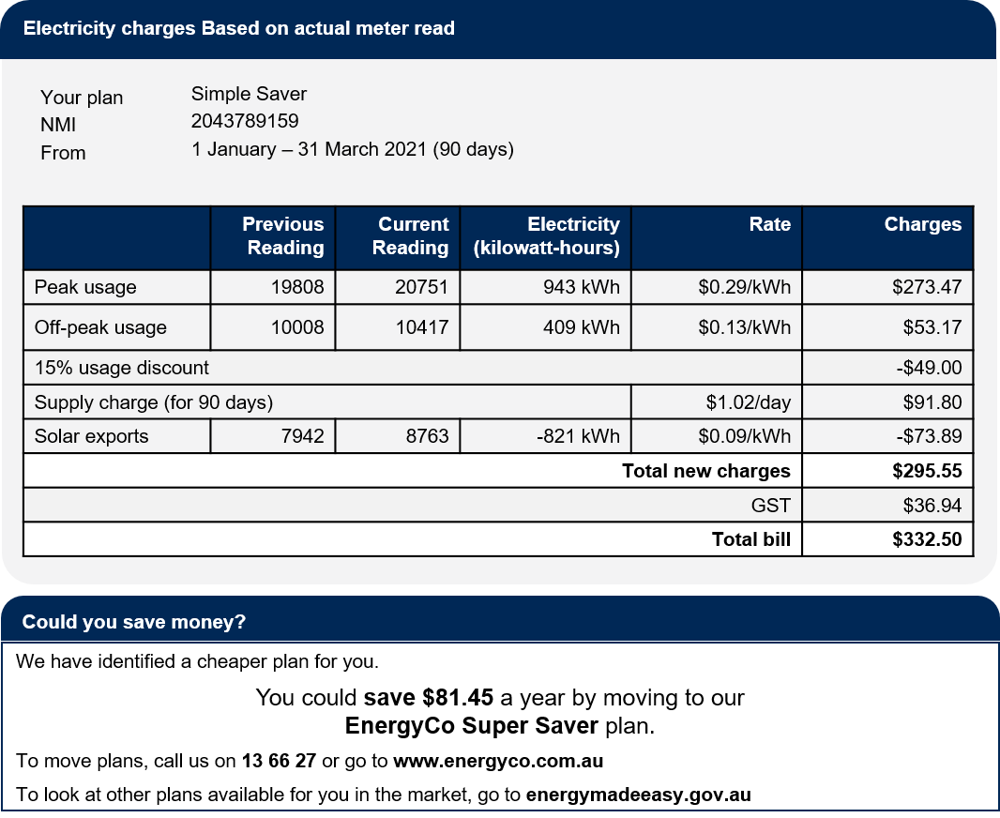 Electricity charges Based on actual meter read
Your plan Simple Saver
NMI 2043789159
From 1 January – 31 March 2021 (90 days)
Previous Reading Current Reading Electricity (kilowatt-hours) Rate Charges
Peak usage 19808 20751 943 kWh $0.29/kWh $273.47
Off-peak usage 10008 10417 409 kWh $0.13/kWh $53.17
15% usage discount -$49.00
Supply charge (for 90 days) $1.02/day $91.80
Solar exports 7942 8763 -821 kWh $0.09/kWh -$73.89
Total new charges $295.55
GST $36.94
Total bill $332.50
Could you save money?
We have identified a cheaper plan for you.
You could save $81.45 a year by moving to our
EnergyCo Super Saver plan.
To move plans, call us on 13 66 27 or go to www.energyco.com.au
To look at other plans available for you in the market, go to energymadeeasy.gov.au